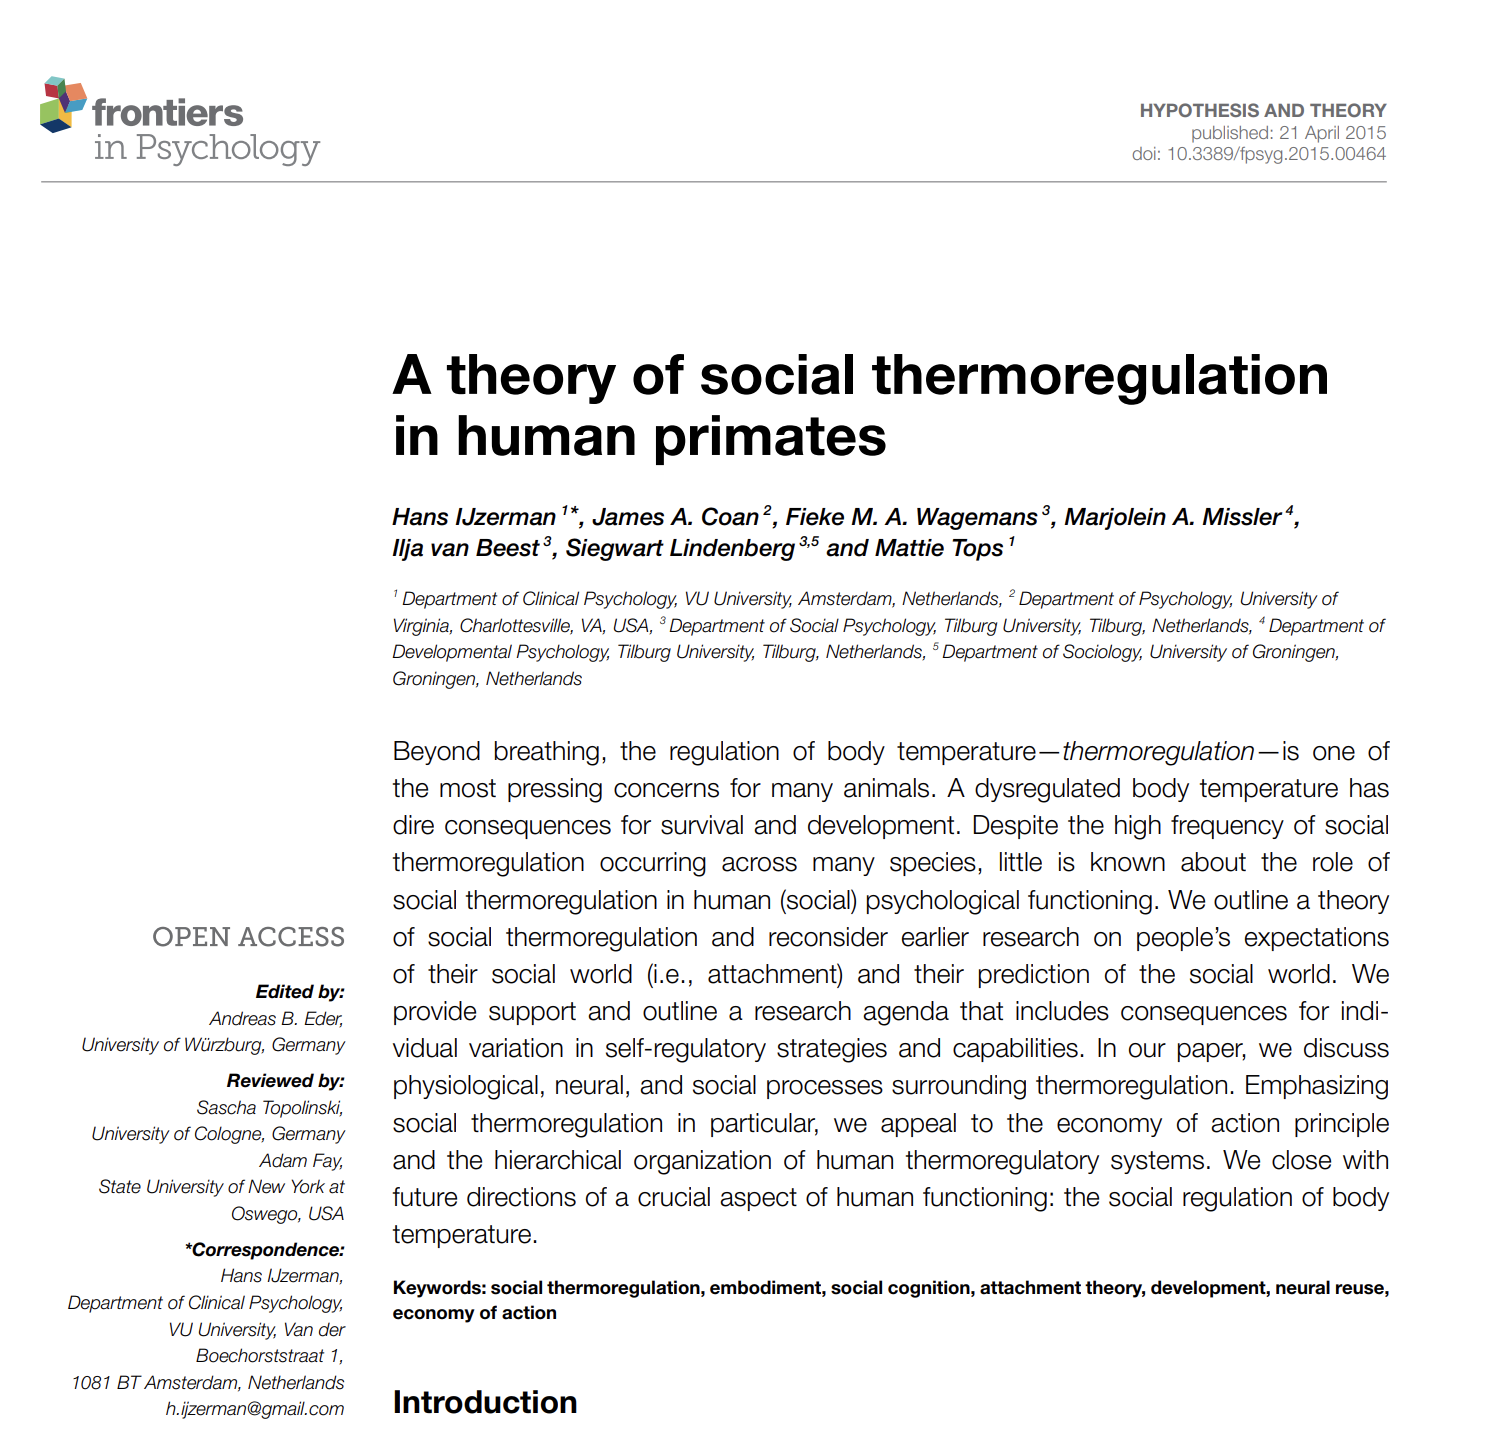 frontiers
in Psychology
HYPOTHESIS AND THEORY
published: 21 April 2015
doi: 10.3389/fpsyg.2015.00464
A theory of social thermoregulation
in human primates
Hans IJzerman 1*, James A. Coan 2, Fieke M. A. Wagemans 3, Marjolein A. Missler 4,
Ilja van Beest 3, Siegwart Lindenberg 3,5 and Mattie Tops 1
1 Department of Clinical Psychology, VU University, Amsterdam, Netherlands, 2 Department of Psychology, University of
Virginia, Charlottesville, VA, USA, 3 Department of Social Psychology, Tilburg University, Tilburg, Netherlands, 4 Department of
Developmental Psychology, Tilburg University, Tilburg, Netherlands, 5 Department of Sociology, University of Groningen,
Groningen, Netherlands
Beyond breathing, the regulation of body temperature—thermoregulation—is one of
the most pressing concerns for many animals. A dysregulated body temperature has
dire consequences for survival and development. Despite the high frequency of social
thermoregulation occurring across many species, little is known about the role of
social thermoregulation in human (social) psychological functioning. We outline a theory
of social thermoregulation and reconsider earlier research on people’s expectations
of their social world (i.e., attachment) and their prediction of the social world. We
provide support and outline a research agenda that includes consequences for indi-
vidual variation in self-regulatory strategies and capabilities. In our paper, we discuss
physiological, neural, and social processes surrounding thermoregulation. Emphasizing
social thermoregulation in particular, we appeal to the economy of action principle
and the hierarchical organization of human thermoregulatory systems. We close with
future directions of a crucial aspect of human functioning: the social regulation of body
temperature.
Keywords: social thermoregulation, embodiment, social cognition, attachment theory, development, neural reuse,
economy of action
Introduction
OPEN ACCESS
Edited by:
Andreas B. Eder,
University of Würzburg, Germany
Reviewed by:
Sascha Topolinski,
University of Cologne, Germany
Adam Fay,
State University of New York at
Oswego, USA
*Correspondence:
Hans IJzerman,
Department of Clinical Psychology,
VU University, Van der
Boechorststraat 1,
1081 BT Amsterdam, Netherlands
h.ijzerman@gmail.com